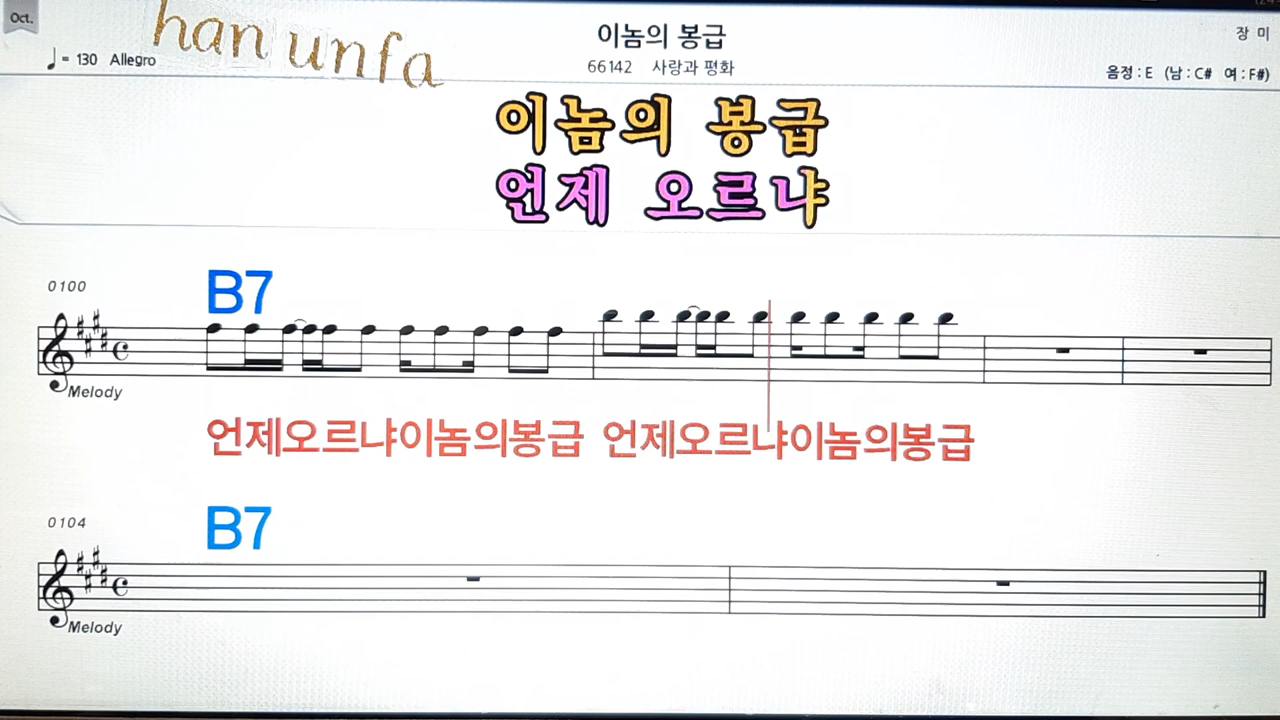 Oct.
han unfa
이놈의 봉급
장 미
♩= 130 Allegro
66142 사랑과 평화
음정 : E (남 : C# 여 : F#)
이놈의 봉급
언제 오르냐
0100
B7
Melody
언제오르냐이놈의봉급 언제오르냐이놈의봉급
0104
B7
Melody